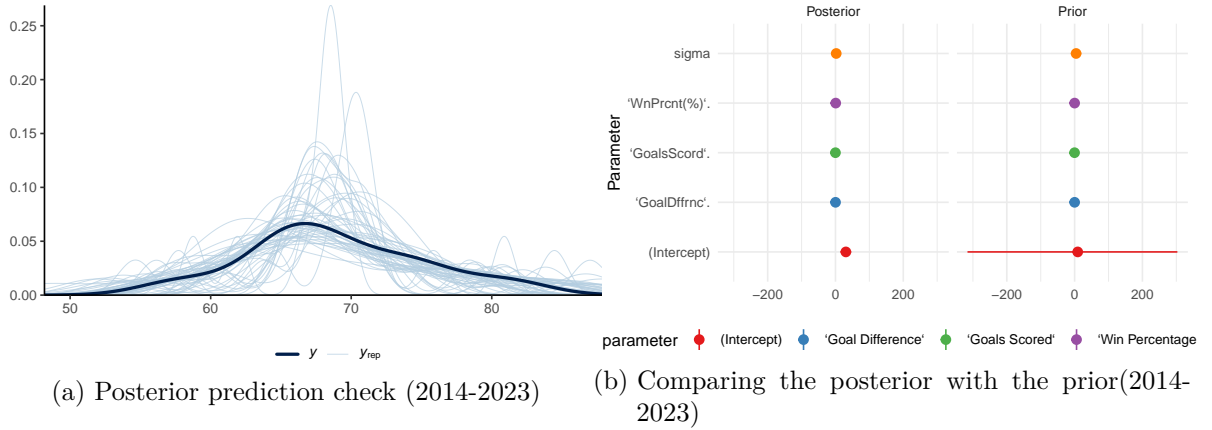 0.25
0.20
0.15
0.10
0.05
0.00
50 60 70 80
y yrep
(a) Posterior prediction check (2014-2023)
Posterior Prior
Parameter
sigma
‘WnPrcnt(%)‘.
‘GoalsScord‘.
‘GoalDffrnc‘.
(Intercept)
−200 0 200 −200 0 200
parameter (Intercept) ‘Goal Difference‘ ‘Goals Scored‘ ‘Win Percentage
(b) Comparing the posterior with the prior(2014-
2023)